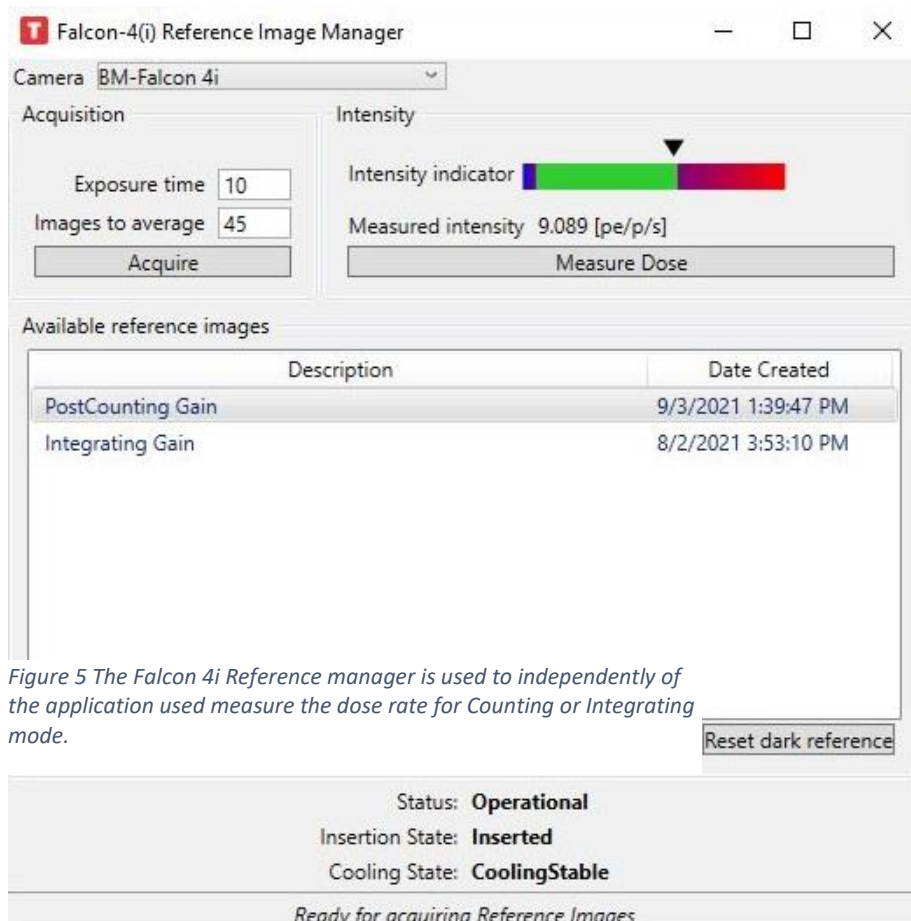 T Falcon-4(i) Reference Image Manager
Camera BM-Falcon 4i
Acquisition
Exposure time 10
Images to average 45
Acquire
Intensity
Intensity indicator
Measured intensity 9.089 [pe/p/s]
Measure Dose
Available reference images
Description Date Created
PostCounting Gain 9/3/2021 1:39:47 PM
Integrating Gain 8/2/2021 3:53:10 PM
Figure 5 The Falcon 4i Reference manager is used to independently of
the application used measure the dose rate for Counting or Integrating
mode.
Reset dark reference
Status: Operational
Insertion State: Inserted
Cooling State: CoolingStable
Ready for acquiring Reference Images